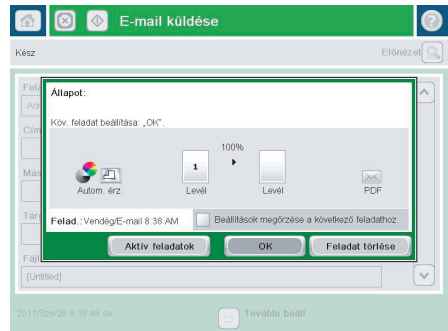 E-mail küldése
Kész
Előnézet
Állapot:
Köv. feladat beállítása: „OK".
100%
1
Autom. érz.
Levél
Levél
PDF
Felad.: Vendég/E-mail 8:38 AM
Beállítások megőrzése a következő feladathoz
Aktív feladatok
OK
Feladat törlése
Fájl
[Untitled]
2011/Sze/26 8:38:46 de.
További beáll.